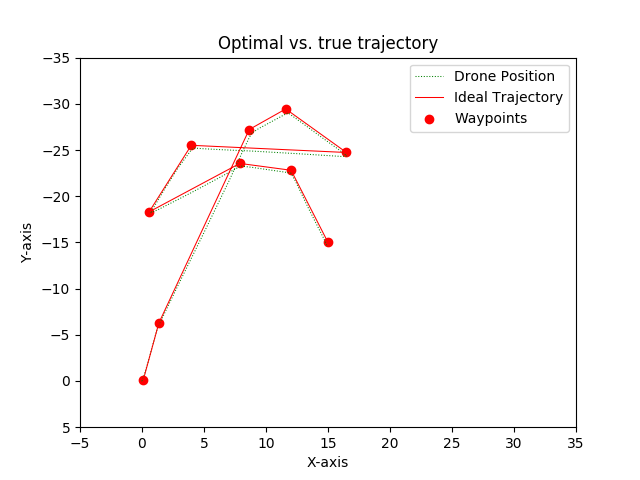 Optimal vs. true trajectory
Drone Position
Ideal Trajectory
Waypoints
Y-axis
−35
−30
−25
−20
−15
−10
−5
0
5
−5 0 5 10 15 20 25 30 35
X-axis